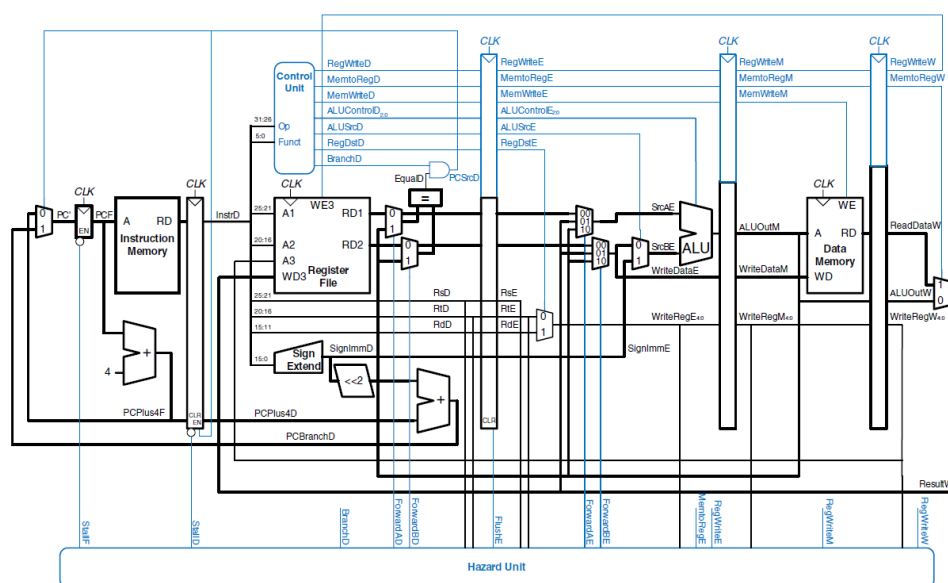 CLK CLK CLK
RegWriteD RegWriteE RegWriteM RegWriteW
Control Unit MemtoRegD MemtoRegE MemtoRegM MemtoRegW
MemWriteD MemWriteE MemWriteM
ALUControlD2:0 ALUControlE2:0
31:26 Op ALUSrcD ALUSrcE
5:0 Funct RegDstD RegDstE
BranchD
EqualD PCSrcD
CLK CLK CLK CLK
WE3 = WE
0 1 PC' PCF EN A RD InstrD 25:21 A1 RD1 0 1 00 01 10 SrcAE ALU ALUOutM A RD ReadDataW
Instruction Memory 20:16 A2 RD2 0 1 00 01 10 0 1 SrcBE Data Memory
A3 Register File
WD3 WriteDataE WriteDataM WD 1 0
25:21 RsD RsE ALUOutW
20:16 RtD RtE 0 1 WriteRegE4:0 WriteRegM4:0 WriteRegW4:0
15:11 RdD RdE
+ 15:0 Sign Extend SignImmD SignImmE
4 <<2 +
PCPlus4F CLR EN PCPlus4D CLR
PCBranchD
ResultW
StallF StallD BranchD ForwardAD ForwardBD FlushE ForwardAE ForwardBE MemtoRegE RegWriteE RegWriteM RegWriteW
Hazard Unit